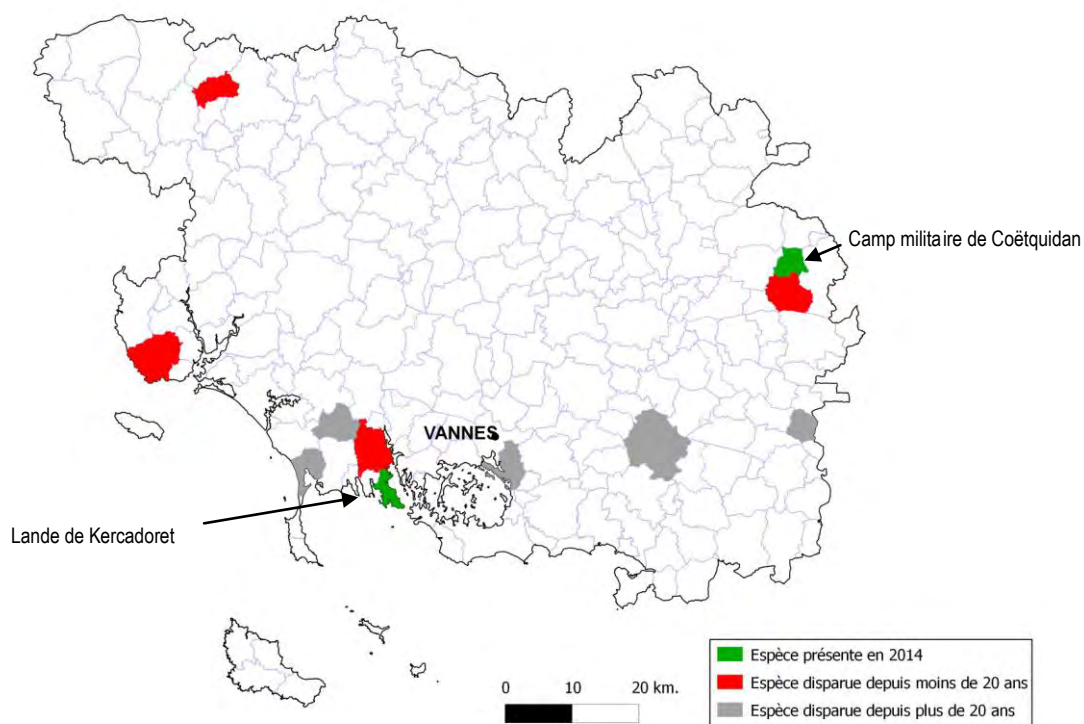 Camp militaire de Coëtquidan
VANNES
Lande de Kercadoret
0 10 20 km.
Espèce présente en 2014
Espèce disparue depuis moins de 20 ans
Espèce disparue depuis plus de 20 ans